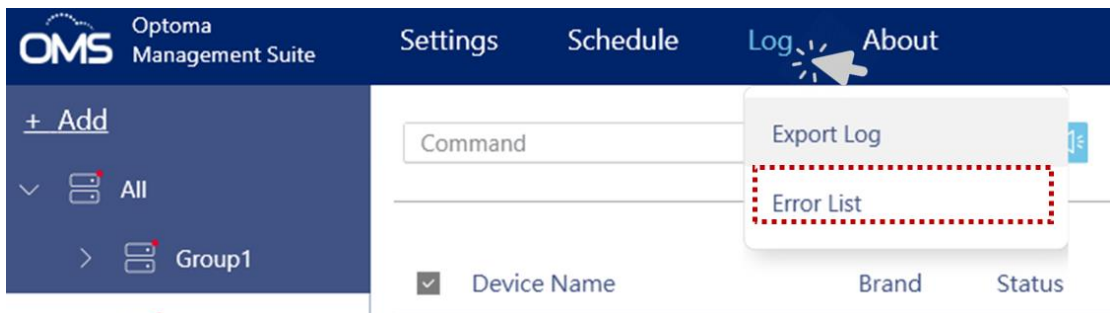 OMS Optoma
Management Suite
Settings Schedule Log About
+ Add
Command
Export Log
All
Error List
Group1
Device Name Brand Status